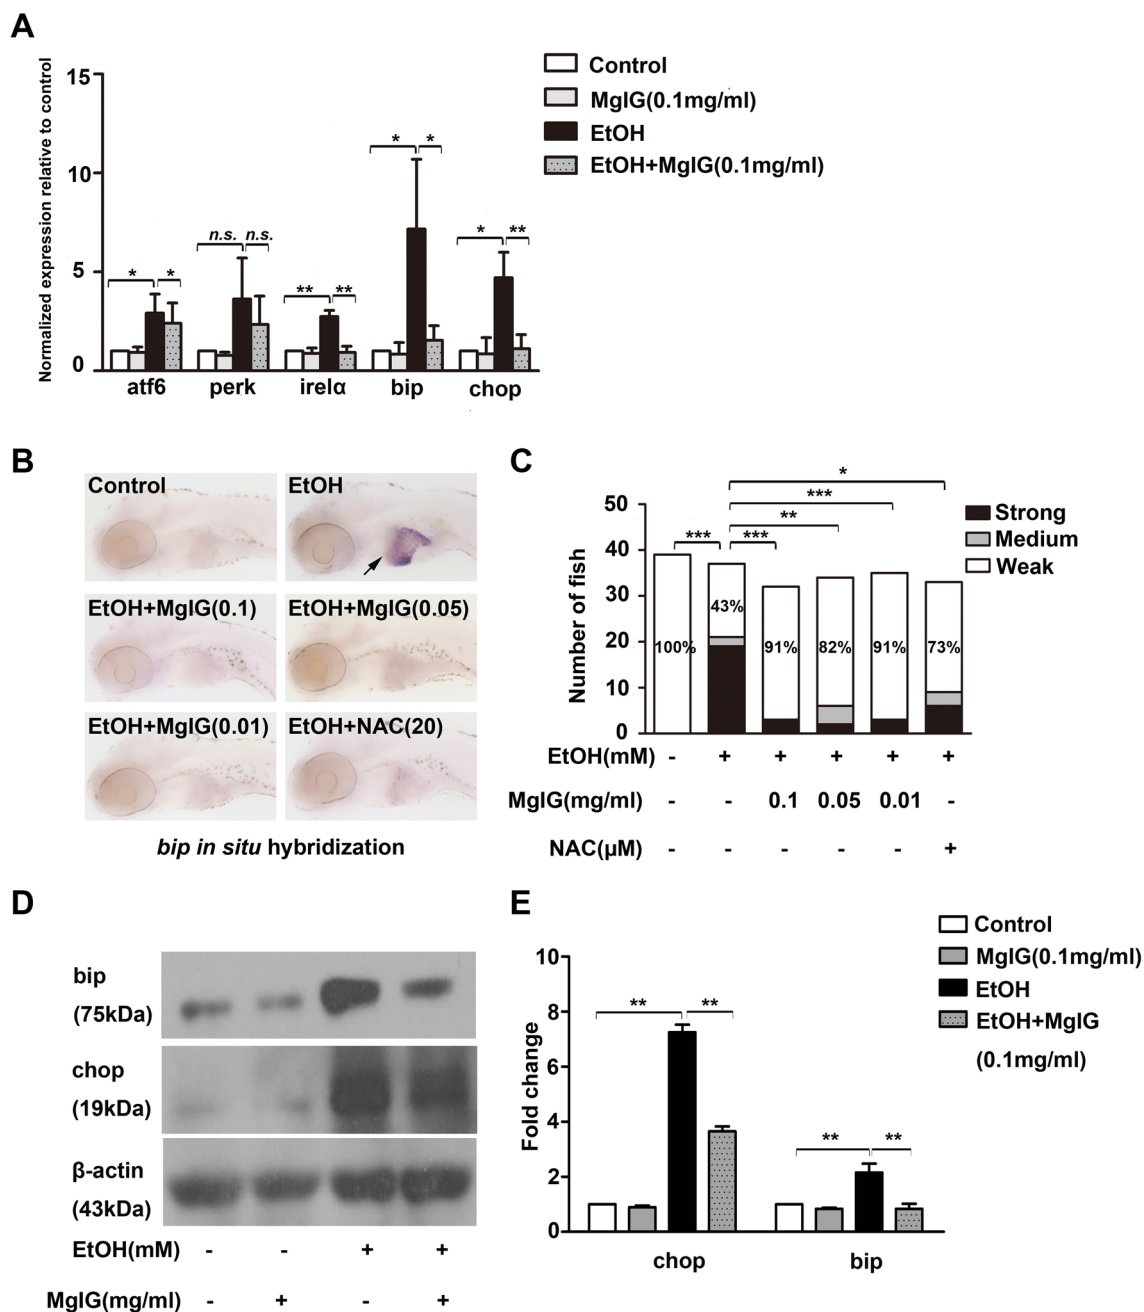 A
Normalized expression relative to control
15
10
5
0
* *
n.s. n.s.
** **
* *
* **
atf6 perk irelα bip chop
Control
MgIG(0.1mg/ml)
EtOH
EtOH+MgIG(0.1mg/ml)
B
Control EtOH
EtOH+MgIG(0.1) EtOH+MgIG(0.05)
EtOH+MgIG(0.01) EtOH+NAC(20)
bip in situ hybridization
C
Number of fish
50
40
30
20
10
0
*
***
**
*** ***
Strong
Medium
Weak
100% 43% 91% 82% 91% 73%
EtOH(mM) - + + + + +
MgIG(mg/ml) - - 0.1 0.05 0.01 -
NAC(μM) - - - - - +
D
bip
(75kDa)
chop
(19kDa)
β-actin
(43kDa)
EtOH(mM) - - + +
MgIG(mg/ml) - + - +
E
Fold change
10
8
6
4
2
0
** **
** **
chop bip
Control
MgIG(0.1mg/ml)
EtOH
EtOH+MgIG
(0.1mg/ml)